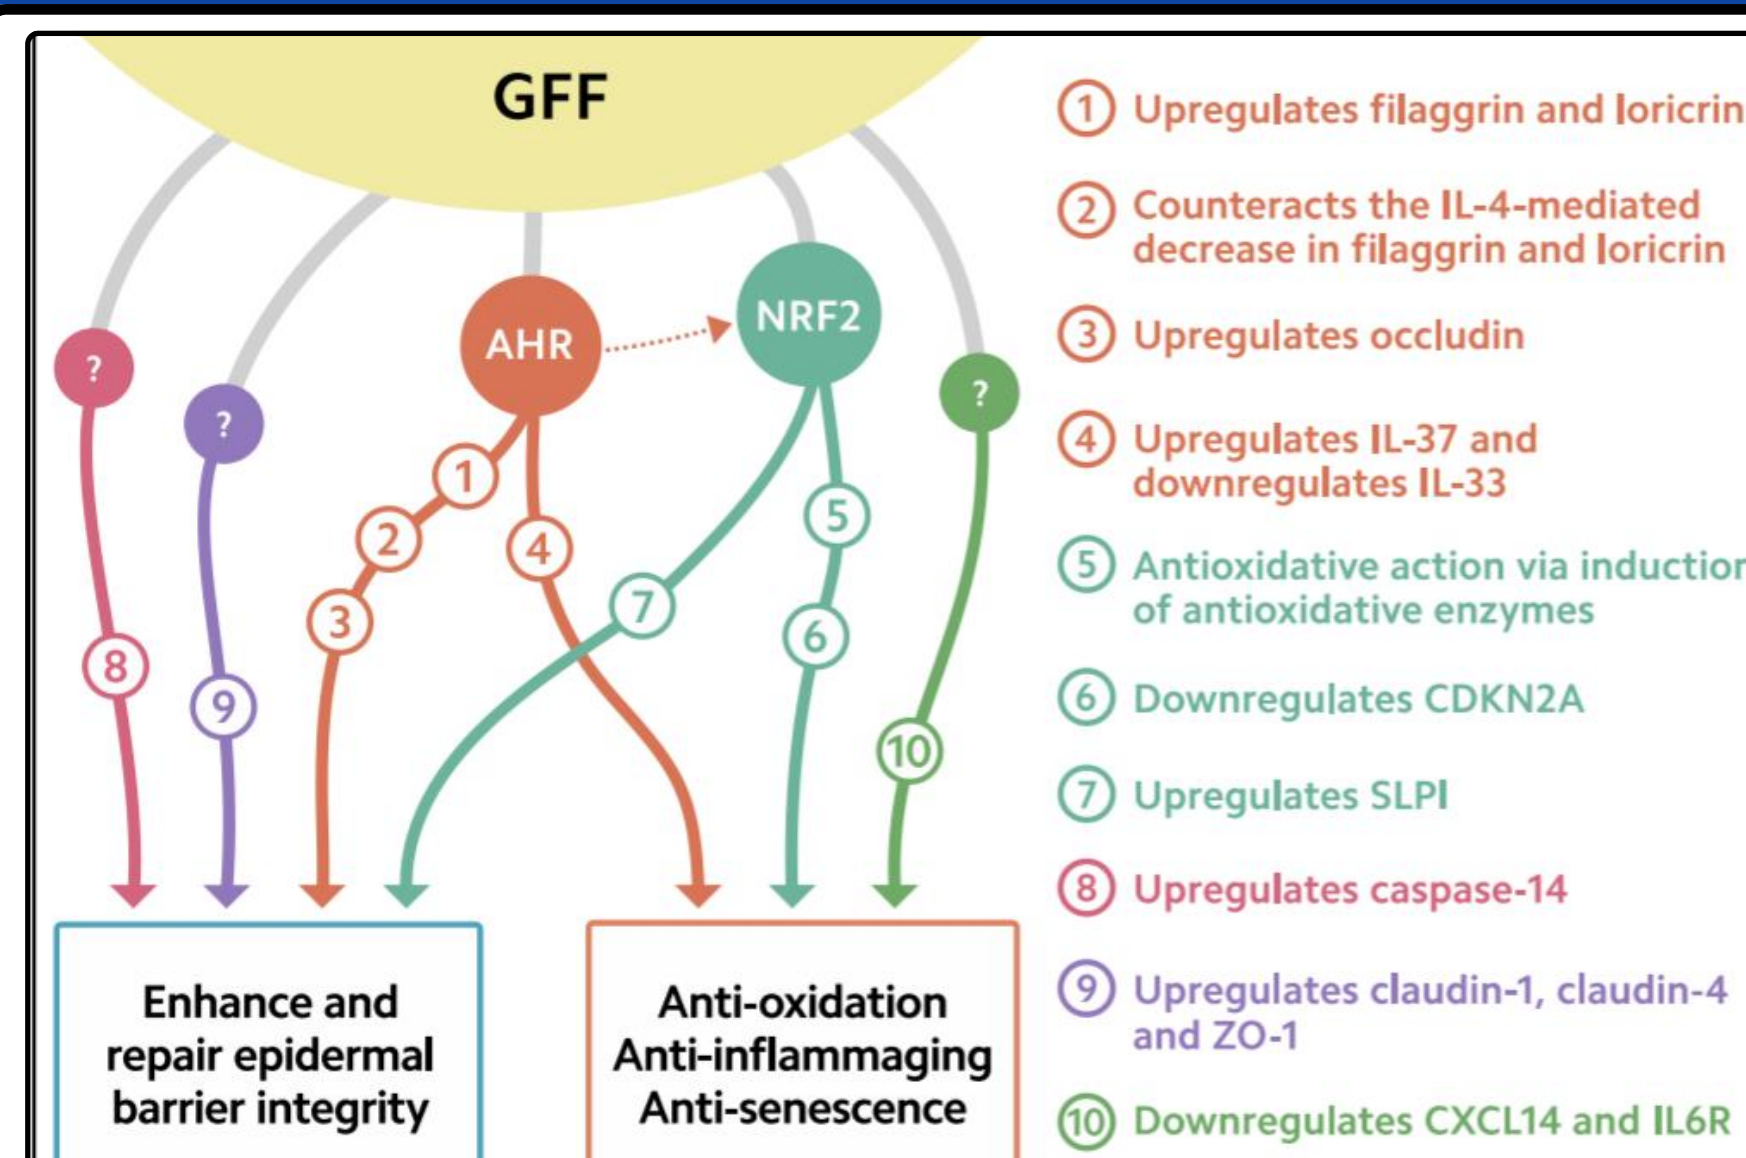 GFF
AHR
NRF2
?
?
?
1
2
3
4
5
6
7
8
9
10
Enhance and
repair epidermal
barrier integrity
Anti-oxidation
Anti-inflammaging
Anti-senescence
1 Upregulates filaggrin and loricrin
2 Counteracts the IL-4-mediated
decrease in filaggrin and loricrin
3 Upregulates occludin
4 Upregulates IL-37 and
downregulates IL-33
5 Antioxidative action via induction
of antioxidative enzymes
6 Downregulates CDKN2A
7 Upregulates SLPI
8 Upregulates caspase-14
9 Upregulates claudin-1, claudin-4
and ZO-1
10 Downregulates CXCL14 and IL6R